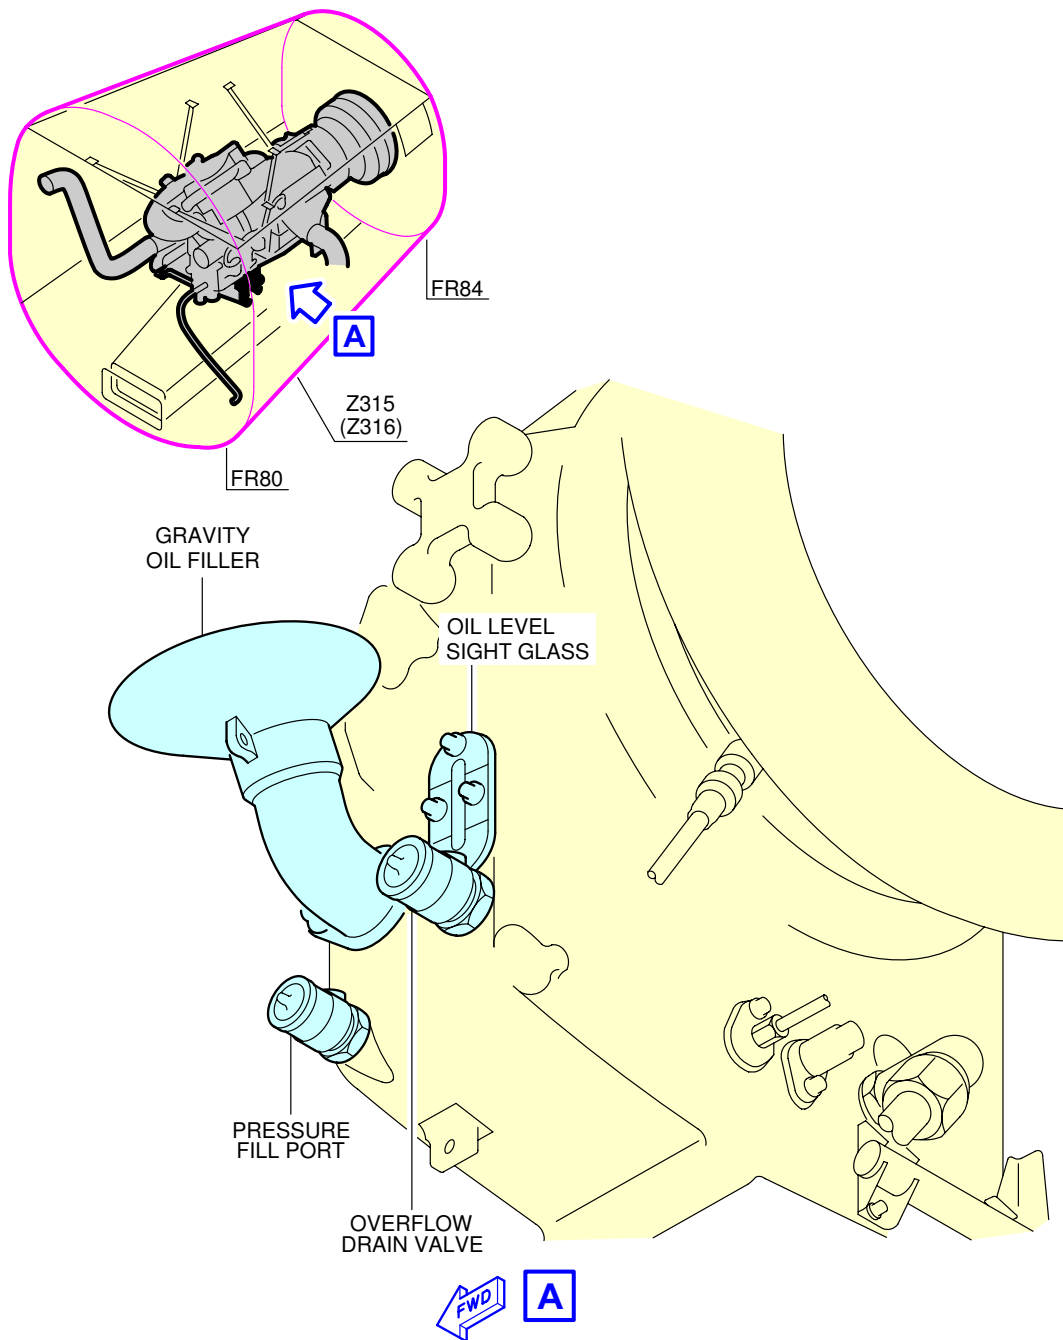 FR84
A
Z315
(Z316)
FR80
GRAVITY
OIL FILLER
OIL LEVEL
SIGHT GLASS
PRESSURE
FILL PORT
OVERFLOW
DRAIN VALVE
FWD
A